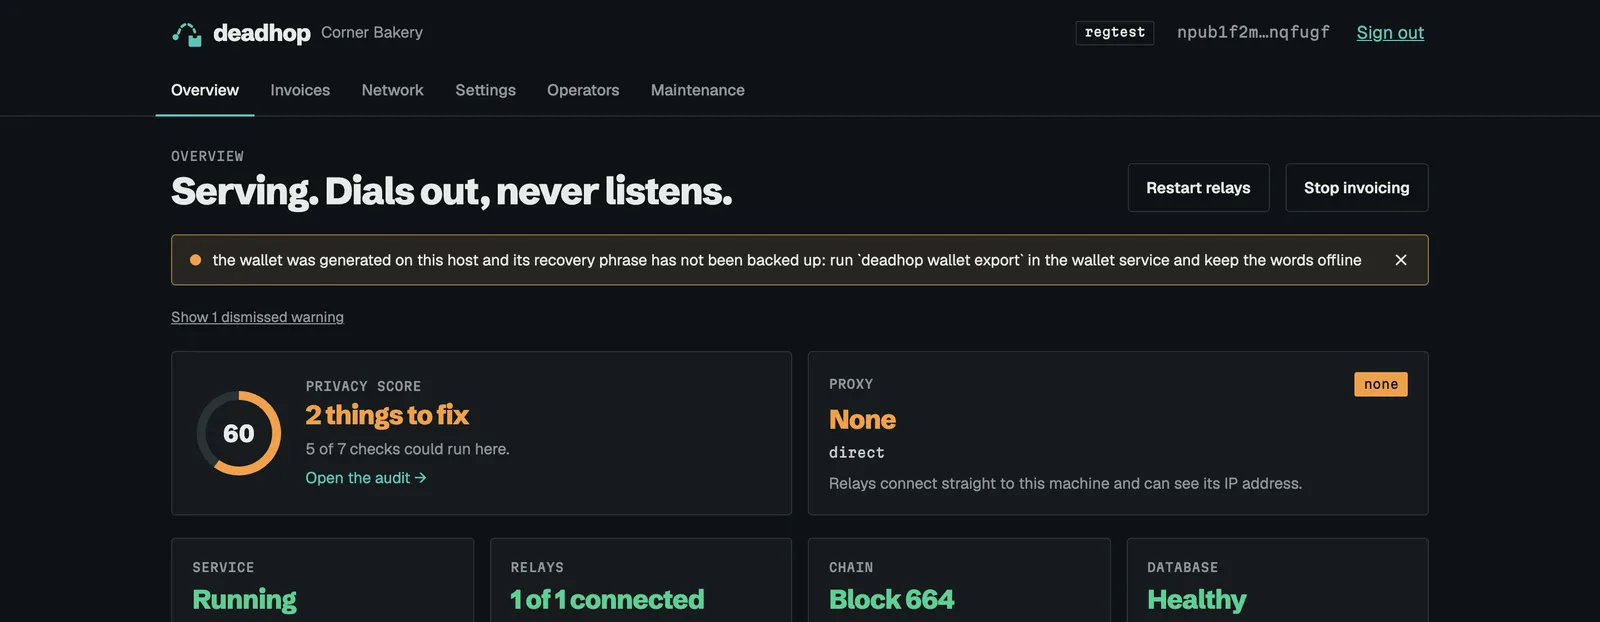 deadhop Corner Bakery
regtest npub1f2m…nqfugf Sign out
Overview Invoices Network Settings Operators Maintenance
OVERVIEW
Serving. Dials out, never listens.
Restart relays Stop invoicing
the wallet was generated on this host and its recovery phrase has not been backed up: run `deadhop wallet export` in the wallet service and keep the words offline ✕
Show 1 dismissed warning
60
PRIVACY SCORE
2 things to fix
5 of 7 checks could run here.
Open the audit →
PROXY none
None
direct
Relays connect straight to this machine and can see its IP address.
SERVICE
Running
RELAYS
1 of 1 connected
CHAIN
Block 664
DATABASE
Healthy